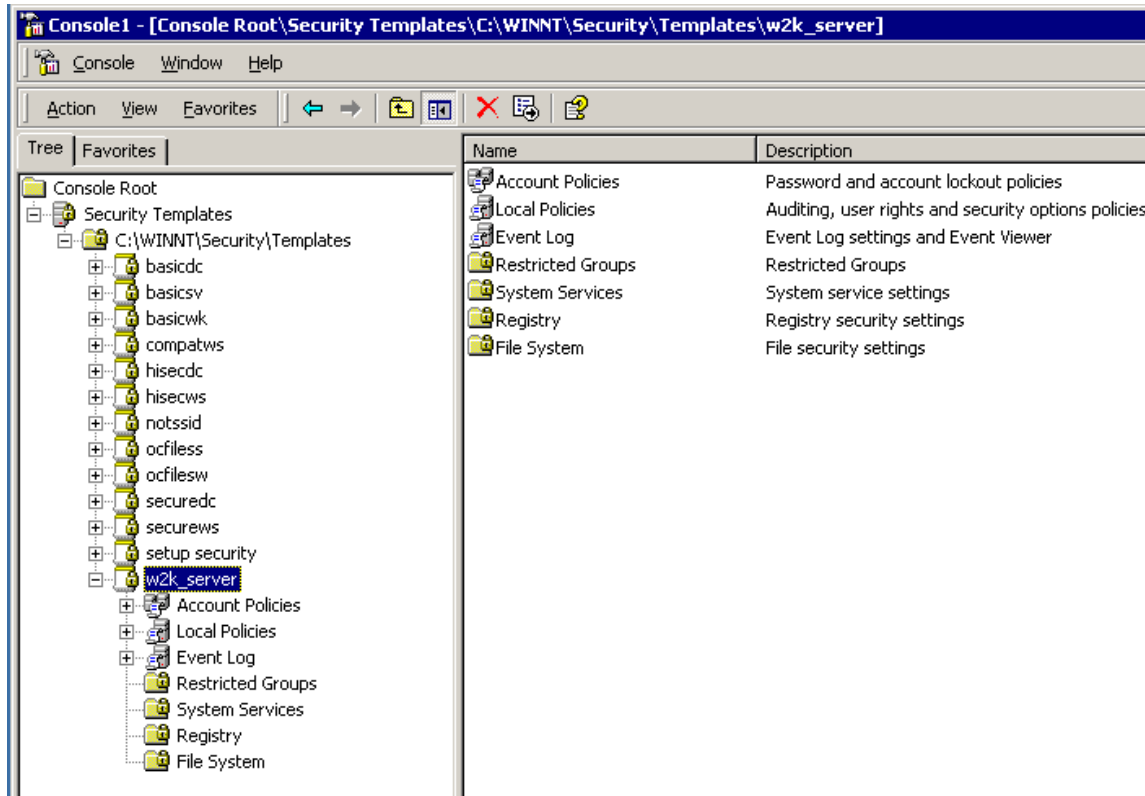 Console1 - [Console Root\Security Templates\C:\WINNT\Security\Templates\w2k_server]
Console Window Help
Action View Favorites
Tree Favorites
Console Root
Security Templates
C:\WINNT\Security\Templates
basicdc
basicsv
basicwk
compatws
hisecdc
hisecws
notssid
ocfiless
ocfilesw
securedc
securews
setup security
w2k_server
Account Policies
Local Policies
Event Log
Restricted Groups
System Services
Registry
File System
Name Description
Account Policies Password and account lockout policies
Local Policies Auditing, user rights and security options policies
Event Log Event Log settings and Event Viewer
Restricted Groups Restricted Groups
System Services System service settings
Registry Registry security settings
File System File security settings